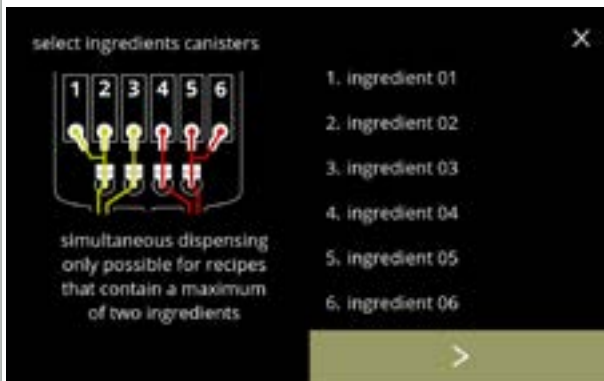 select ingredients canisters
1 2 3 4 5 6
simultaneous dispensing
only possible for recipes
that contain a maximum
of two ingredients
1. ingredient 01
2. ingredient 02
3. ingredient 03
4. ingredient 04
5. ingredient 05
6. ingredient 06